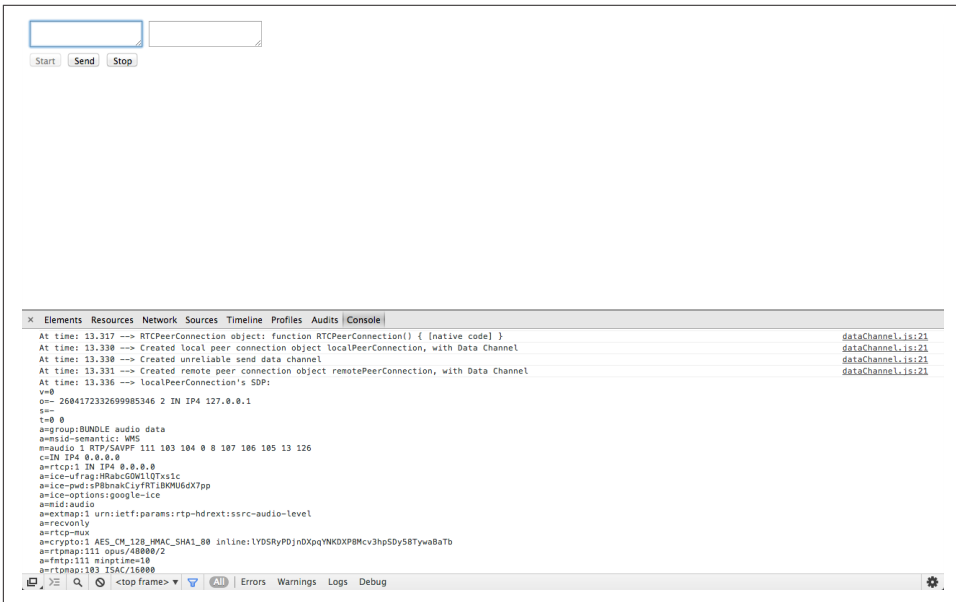 Start Send Stop
× Elements Resources Network Sources Timeline Profiles Audits Console
At time: 13.317 --> RTCPeerConnection object: function RTCPeerConnection() { [native code] } dataChannel.js:21
At time: 13.330 --> Created local peer connection object localPeerConnection, with Data Channel dataChannel.js:21
At time: 13.330 --> Created unreliable send data channel dataChannel.js:21
At time: 13.331 --> Created remote peer connection object remotePeerConnection, with Data Channel dataChannel.js:21
At time: 13.336 --> localPeerConnection's SDP:
v=0
o=- 2604172332699985346 2 IN IP4 127.0.0.1
s=-
t=0 0
a=group:BUNDLE audio data
a=msid-semantic: WMS
m=audio 1 RTP/SAVPF 111 103 104 0 8 107 106 105 13 126
c=IN IP4 0.0.0.0
a=rtcp:1 IN IP4 0.0.0.0
a=ice-ufrag:HRabcGOW1lQTxs1c
a=ice-pwd:sP8bnakCiyfRTiBKMU6dX7pp
a=ice-options:google-ice
a=mid:audio
a=extmap:1 urn:ietf:params:rtp-hdrext:ssrc-audio-level
a=recvonly
a=rtcp-mux
a=crypto:1 AES_CM_128_HMAC_SHA1_80 inline:lYDSRyPDjnDXpqYNKDXP8Mcv3hpSDy58TywaBaTb
a=rtpmap:111 opus/48000/2
a=fmtp:111 minptime=10
a=rtpmap:103 ISAC/16000
<top frame> ▼ All Errors Warnings Logs Debug